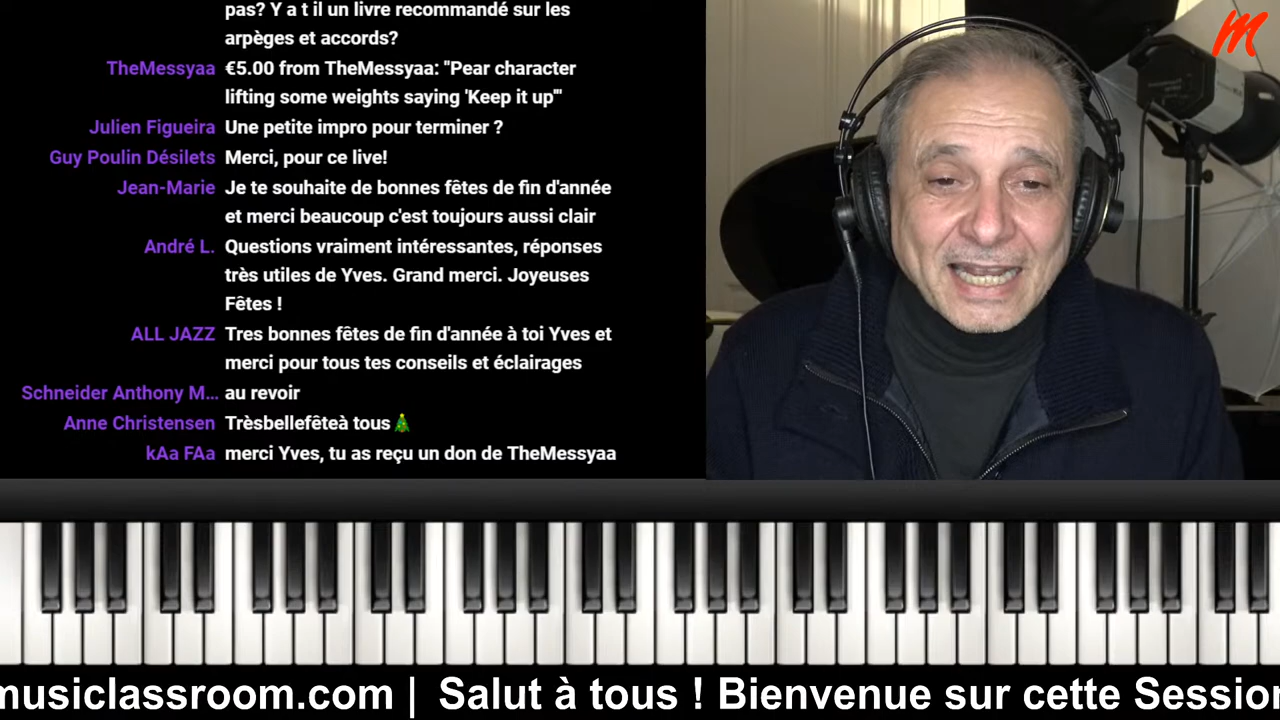 pas? Y a t il un livre recommandé sur les
arpèges et accords?
TheMessyaa €5.00 from TheMessyaa: "Pear character
lifting some weights saying 'Keep it up'"
Julien Figueira Une petite impro pour terminer ?
Guy Poulin Désilets Merci, pour ce live!
Jean-Marie Je te souhaite de bonnes fêtes de fin d'année
et merci beaucoup c'est toujours aussi clair
André L. Questions vraiment intéressantes, réponses
très utiles de Yves. Grand merci. Joyeuses
Fêtes !
ALL JAZZ Tres bonnes fêtes de fin d'année à toi Yves et
merci pour tous tes conseils et éclairages
Schneider Anthony M... au revoir
Anne Christensen Trèsbellefêteà tous🎄
kAa FAa merci Yves, tu as reçu un don de TheMessyaa
M
musiclassroom.com | Salut à tous ! Bienvenue sur cette Session